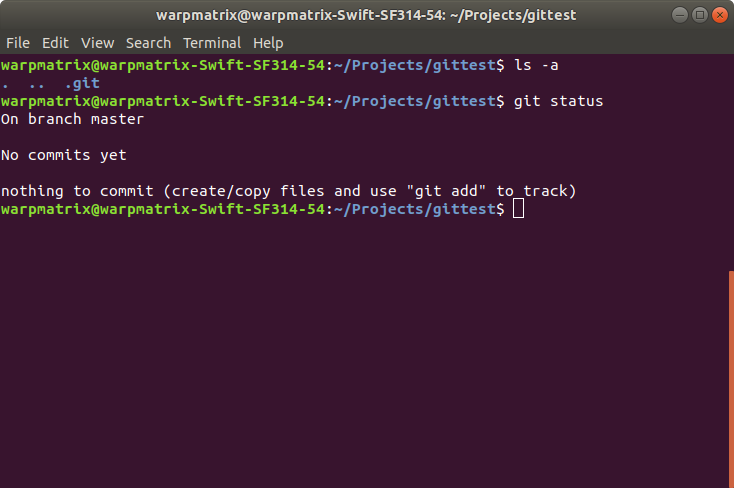 warpmatrix@warpmatrix-Swift-SF314-54: ~/Projects/gittest
File Edit View Search Terminal Help
warpmatrix@warpmatrix-Swift-SF314-54:~/Projects/gittest$ ls -a
.  ..  .git
warpmatrix@warpmatrix-Swift-SF314-54:~/Projects/gittest$ git status
On branch master

No commits yet

nothing to commit (create/copy files and use "git add" to track)
warpmatrix@warpmatrix-Swift-SF314-54:~/Projects/gittest$